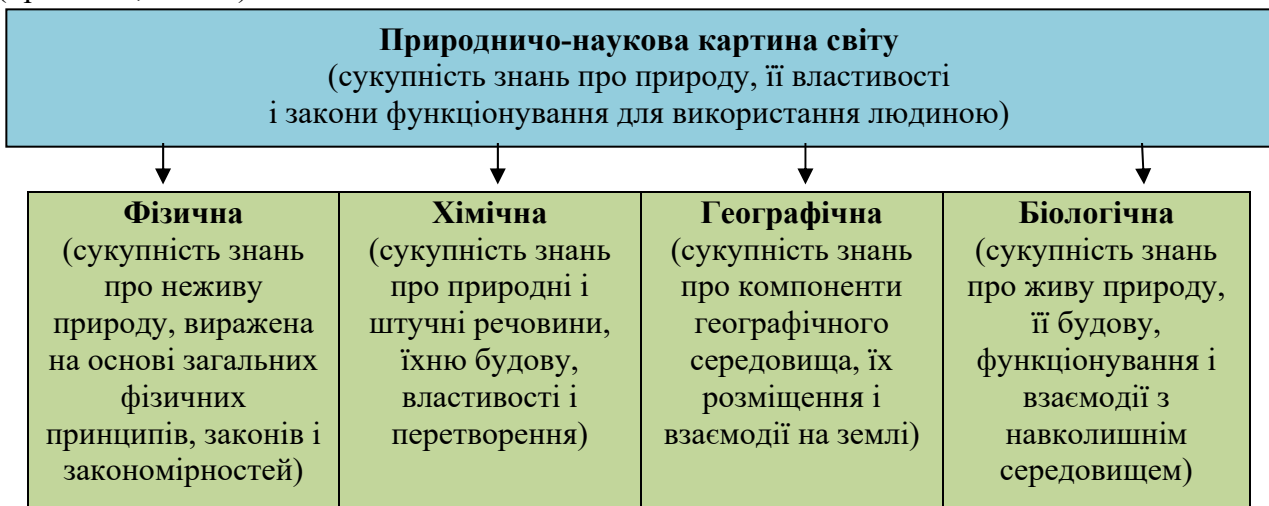 Природничо-наукова картина світу
(сукупність знань про природу, її властивості
і закони функціонування для використання людиною)
Фізична
(сукупність знань
про неживу
природу, виражена
на основі загальних
фізичних
принципів, законів і
закономірностей)
Хімічна
(сукупність знань
про природні і
штучні речовини,
їхню будову,
властивості і
перетворення)
Географічна
(сукупність знань
про компоненти
географічного
середовища, їх
розміщення і
взаємодії на землі)
Біологічна
(сукупність знань
про живу природу,
її будову,
функціонування і
взаємодії з
навколишнім
середовищем)